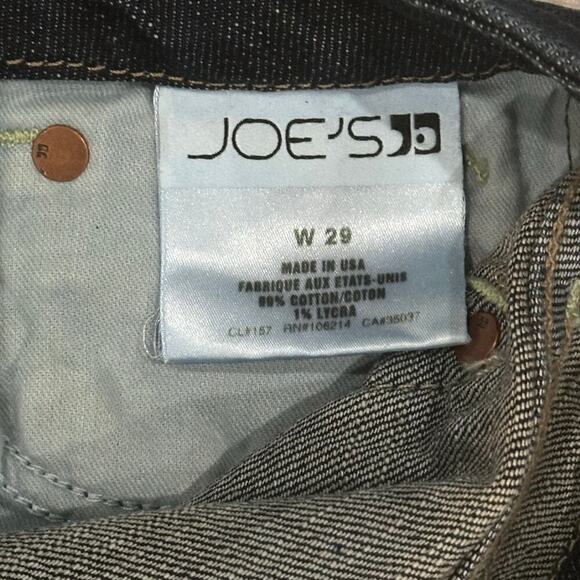 JOE'S
W 29
MADE IN USA
FABRIQUE AUX ETATS-UNIS
99% COTTON/COTON
1% LYCRA
CL#157 RN#106214 CA#35037